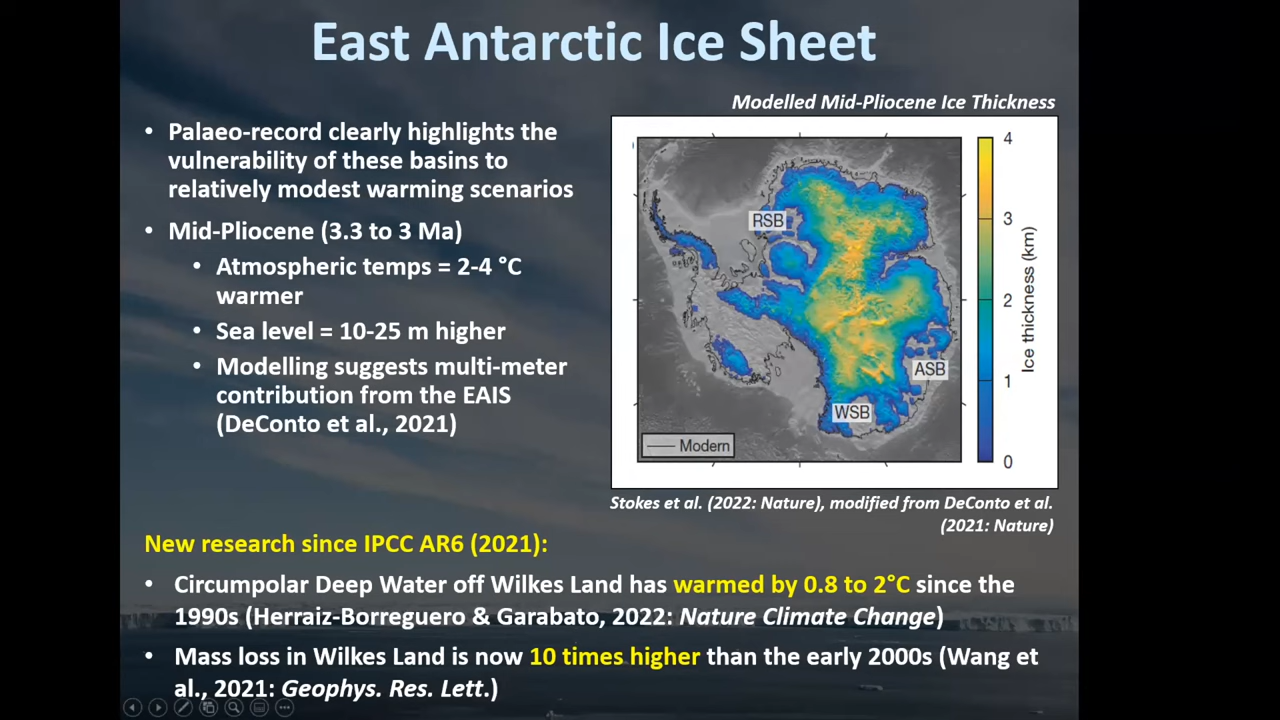 East Antarctic Ice Sheet
• Palaeo-record clearly highlights the
vulnerability of these basins to
relatively modest warming scenarios
• Mid-Pliocene (3.3 to 3 Ma)
• Atmospheric temps = 2-4 °C
warmer
• Sea level = 10-25 m higher
• Modelling suggests multi-meter
contribution from the EAIS
(DeConto et al., 2021)
Modelled Mid-Pliocene Ice Thickness
RSB
ASB
WSB
Modern
4
3
2
1
0
Ice thickness (km)
Stokes et al. (2022: Nature), modified from DeConto et al.
(2021: Nature)
New research since IPCC AR6 (2021):
• Circumpolar Deep Water off Wilkes Land has warmed by 0.8 to 2°C since the
1990s (Herraiz-Borreguero & Garabato, 2022: Nature Climate Change)
• Mass loss in Wilkes Land is now 10 times higher than the early 2000s (Wang et
al., 2021: Geophys. Res. Lett.)